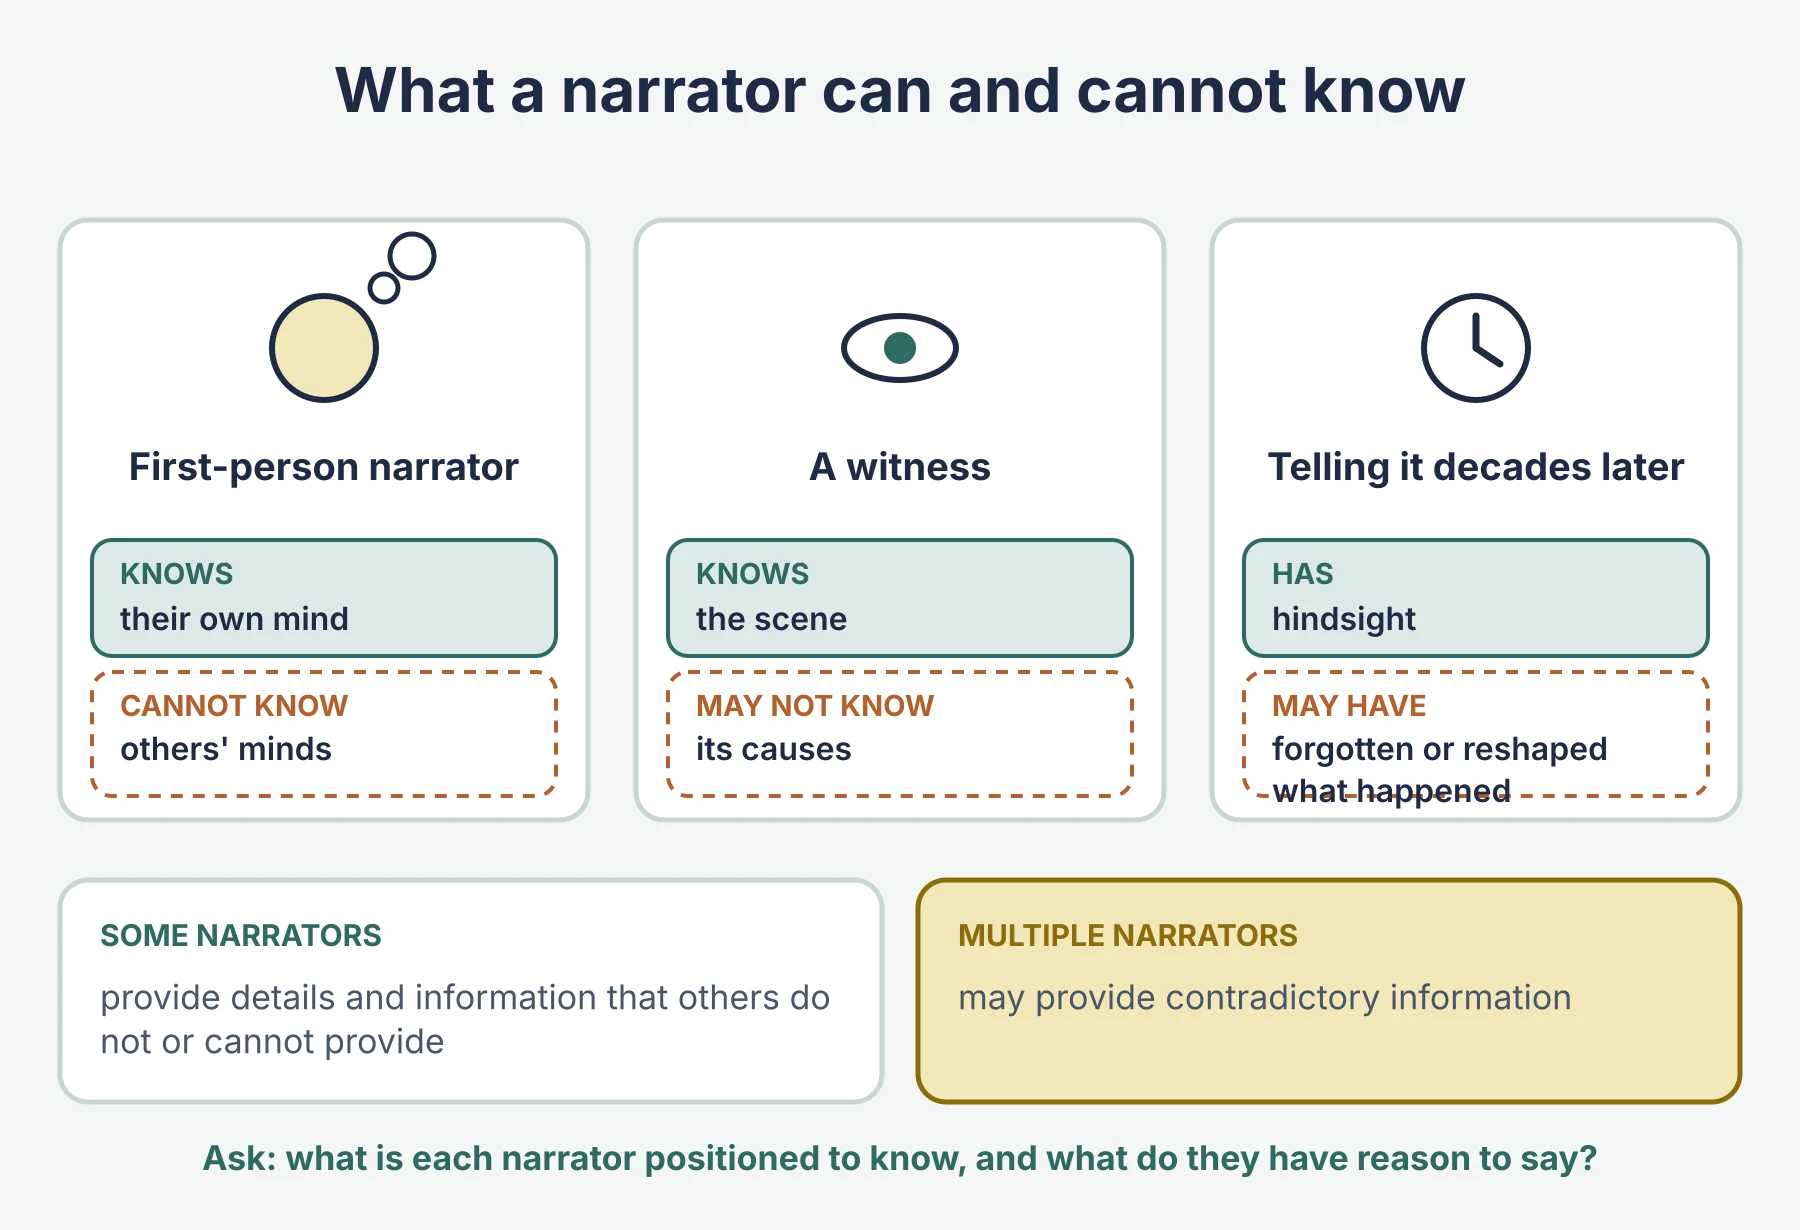 What a narrator can and cannot know
First-person narrator
KNOWS
their own mind
CANNOT KNOW
others' minds
A witness
KNOWS
the scene
MAY NOT KNOW
its causes
Telling it decades later
HAS
hindsight
MAY HAVE
forgotten or reshaped
what happened
SOME NARRATORS
provide details and information that others do
not or cannot provide
MULTIPLE NARRATORS
may provide contradictory information
Ask: what is each narrator positioned to know, and what do they have reason to say?